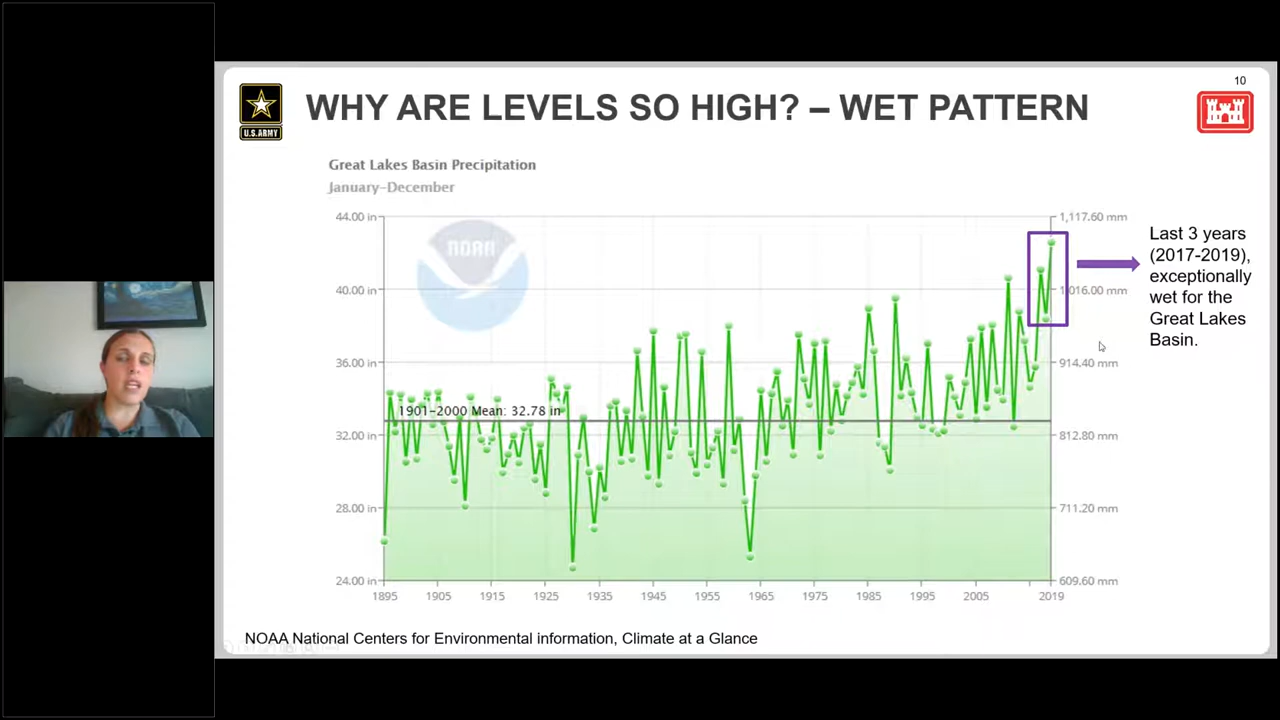 10
WHY ARE LEVELS SO HIGH? – WET PATTERN
U.S.ARMY
Great Lakes Basin Precipitation
January–December
44.00 in
1,117.60 mm
NOAA
Last 3 years
(2017-2019),
exceptionally
wet for the
Great Lakes
Basin.
40.00 in
1016.00 mm
36.00 in
914.40 mm
1901–2000 Mean: 32.78 in
32.00 in
812.80 mm
28.00 in
711.20 mm
24.00 in
609.60 mm
1895 1905 1915 1925 1935 1945 1955 1965 1975 1985 1995 2005 2019
NOAA National Centers for Environmental information, Climate at a Glance